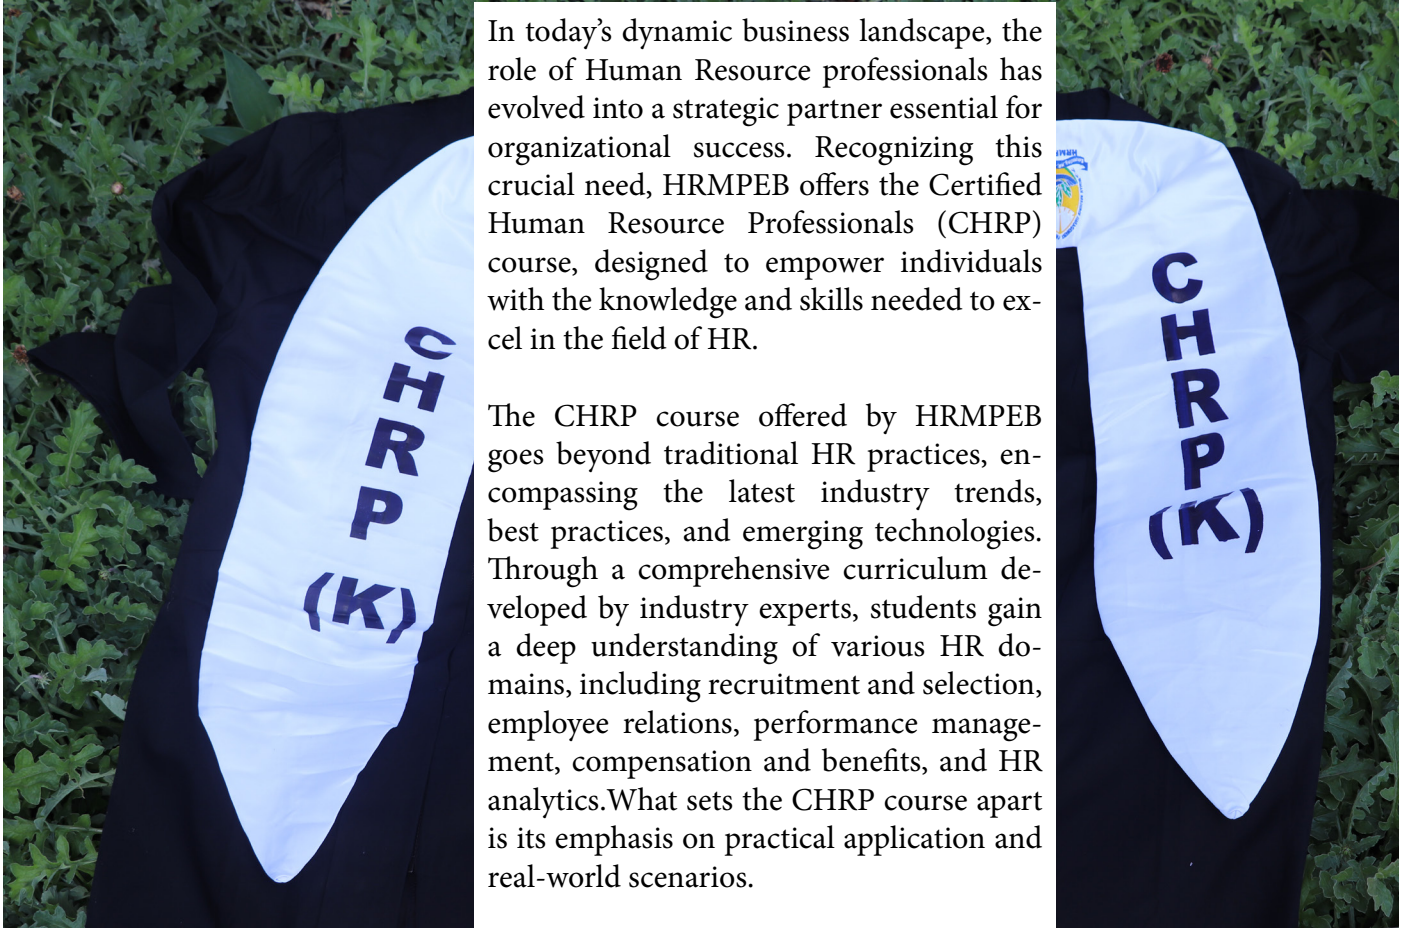 In today’s dynamic business landscape, the
role of Human Resource professionals has
evolved into a strategic partner essential for
organizational success. Recognizing this
crucial need, HRMPEB offers the Certified
Human Resource Professionals (CHRP)
course, designed to empower individuals
with the knowledge and skills needed to ex-
cel in the field of HR.
The CHRP course offered by HRMPEB
goes beyond traditional HR practices, en-
compassing the latest industry trends,
best practices, and emerging technologies.
Through a comprehensive curriculum de-
veloped by industry experts, students gain
a deep understanding of various HR do-
mains, including recruitment and selection,
employee relations, performance manage-
ment, compensation and benefits, and HR
analytics.What sets the CHRP course apart
is its emphasis on practical application and
real-world scenarios.
C
H
R
P
(K)
C
H
R
P
(K)